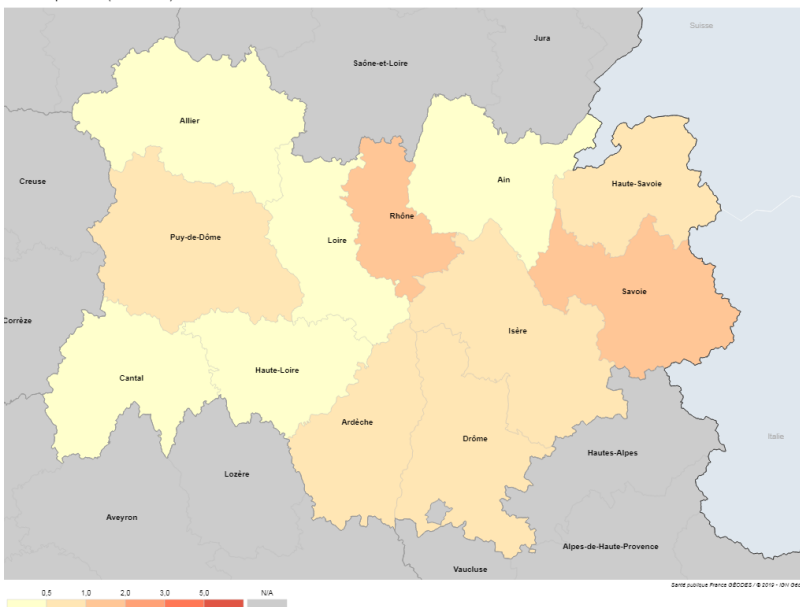 Suisse
Jura
Saône-et-Loire
Allier
Creuse
Ain
Haute-Savoie
Rhône
Puy-de-Dôme
Loire
Savoie
Corrèze
Isère
Haute-Loire
Cantal
Ardèche
Drôme
Italie
Hautes-Alpes
Lozère
Aveyron
Alpes-de-Haute-Provence
Vaucluse
Santé publique France GÉODES / © 2019 - IGN Géo
0,5 1,0 2,0 3,0 5,0 N/A